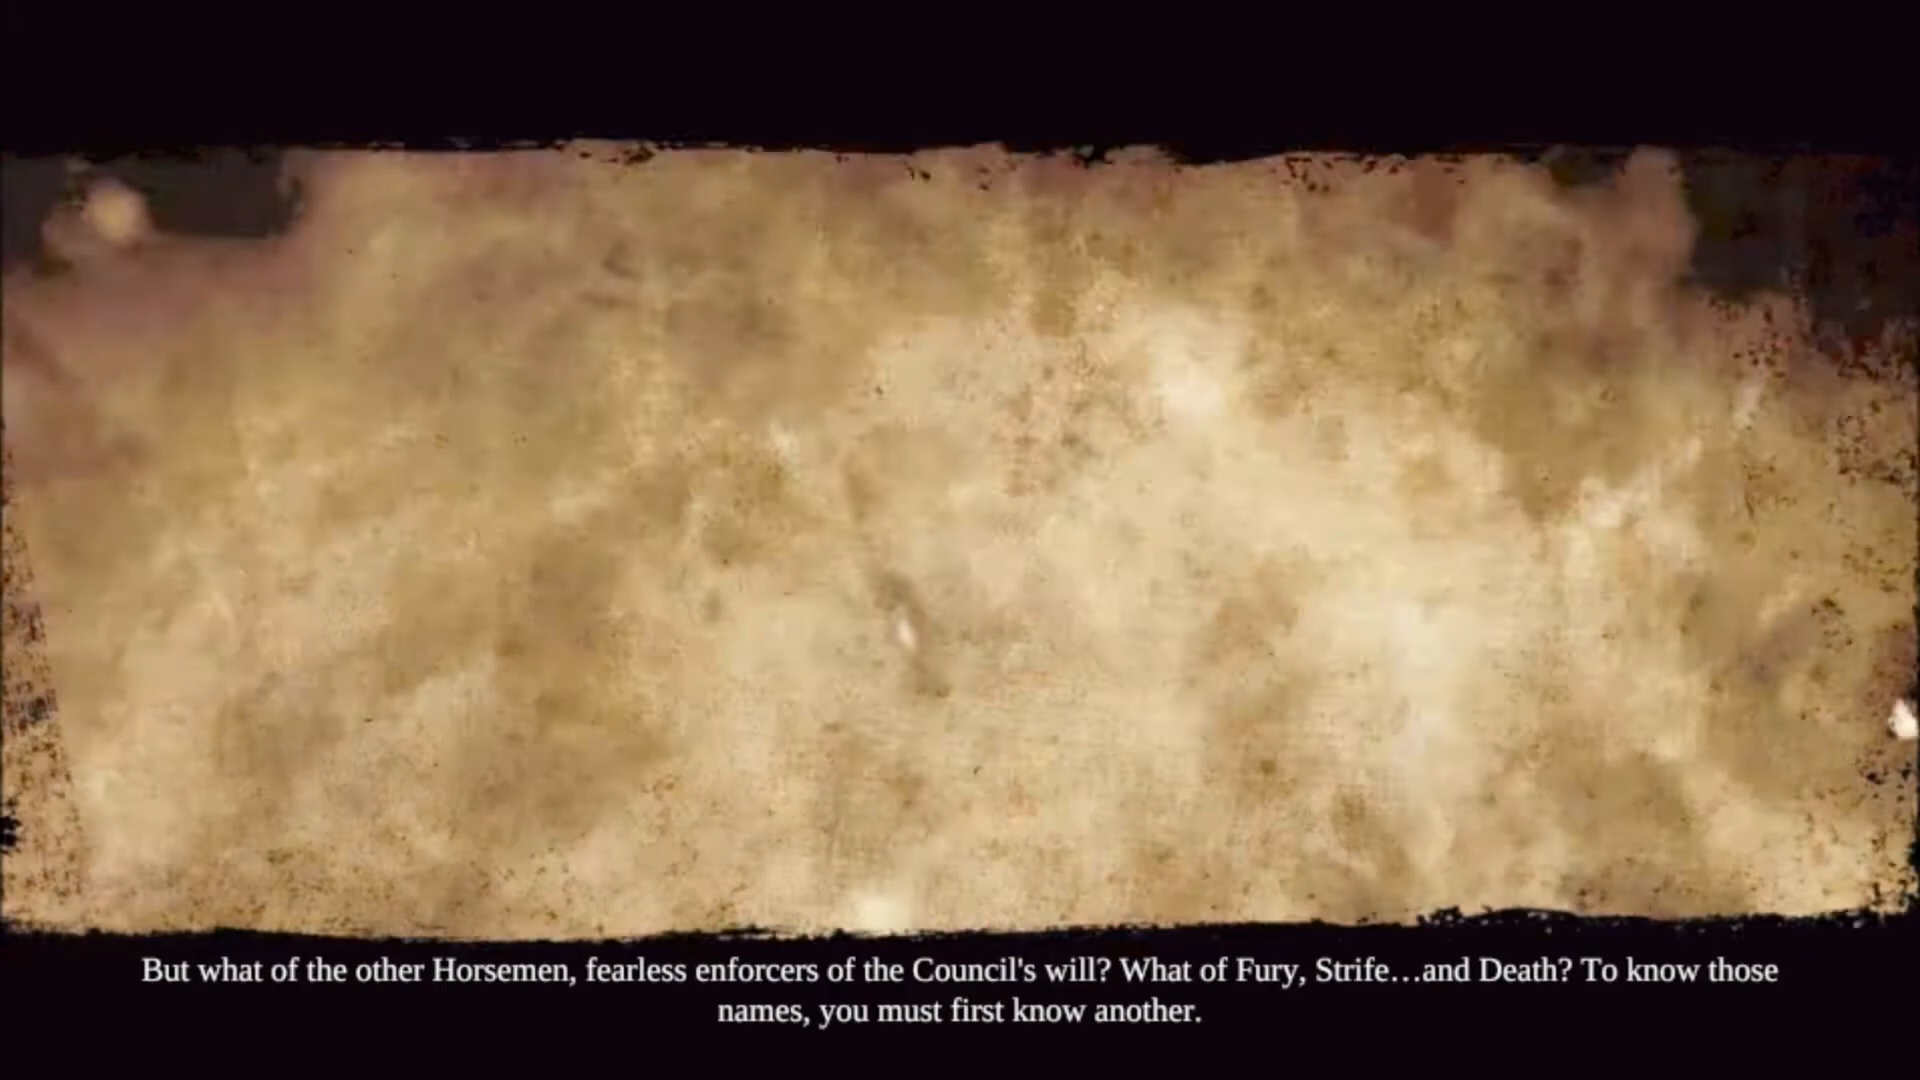 But what of the other Horsemen, fearless enforcers of the Council's will? What of Fury, Strife…and Death? To know those
names, you must first know another.